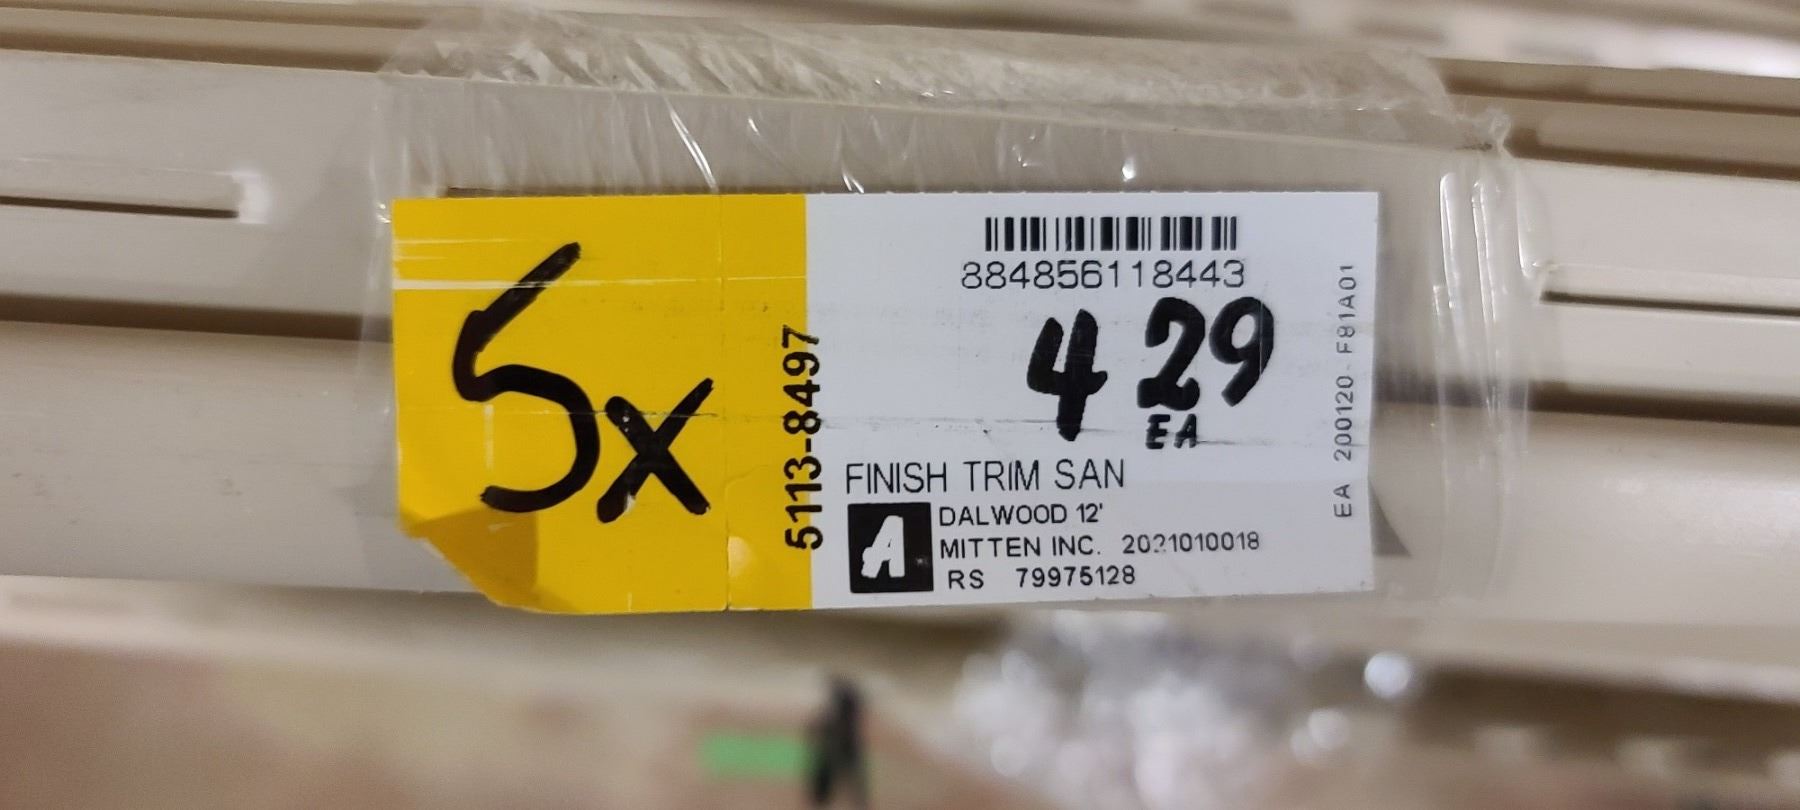 5x
5113-8497
884856118443
4 29
EA
FINISH TRIM SAN
A
DALWOOD 12'
MITTEN INC. 2021010018
RS 79975128
EA 200120 - F81A01